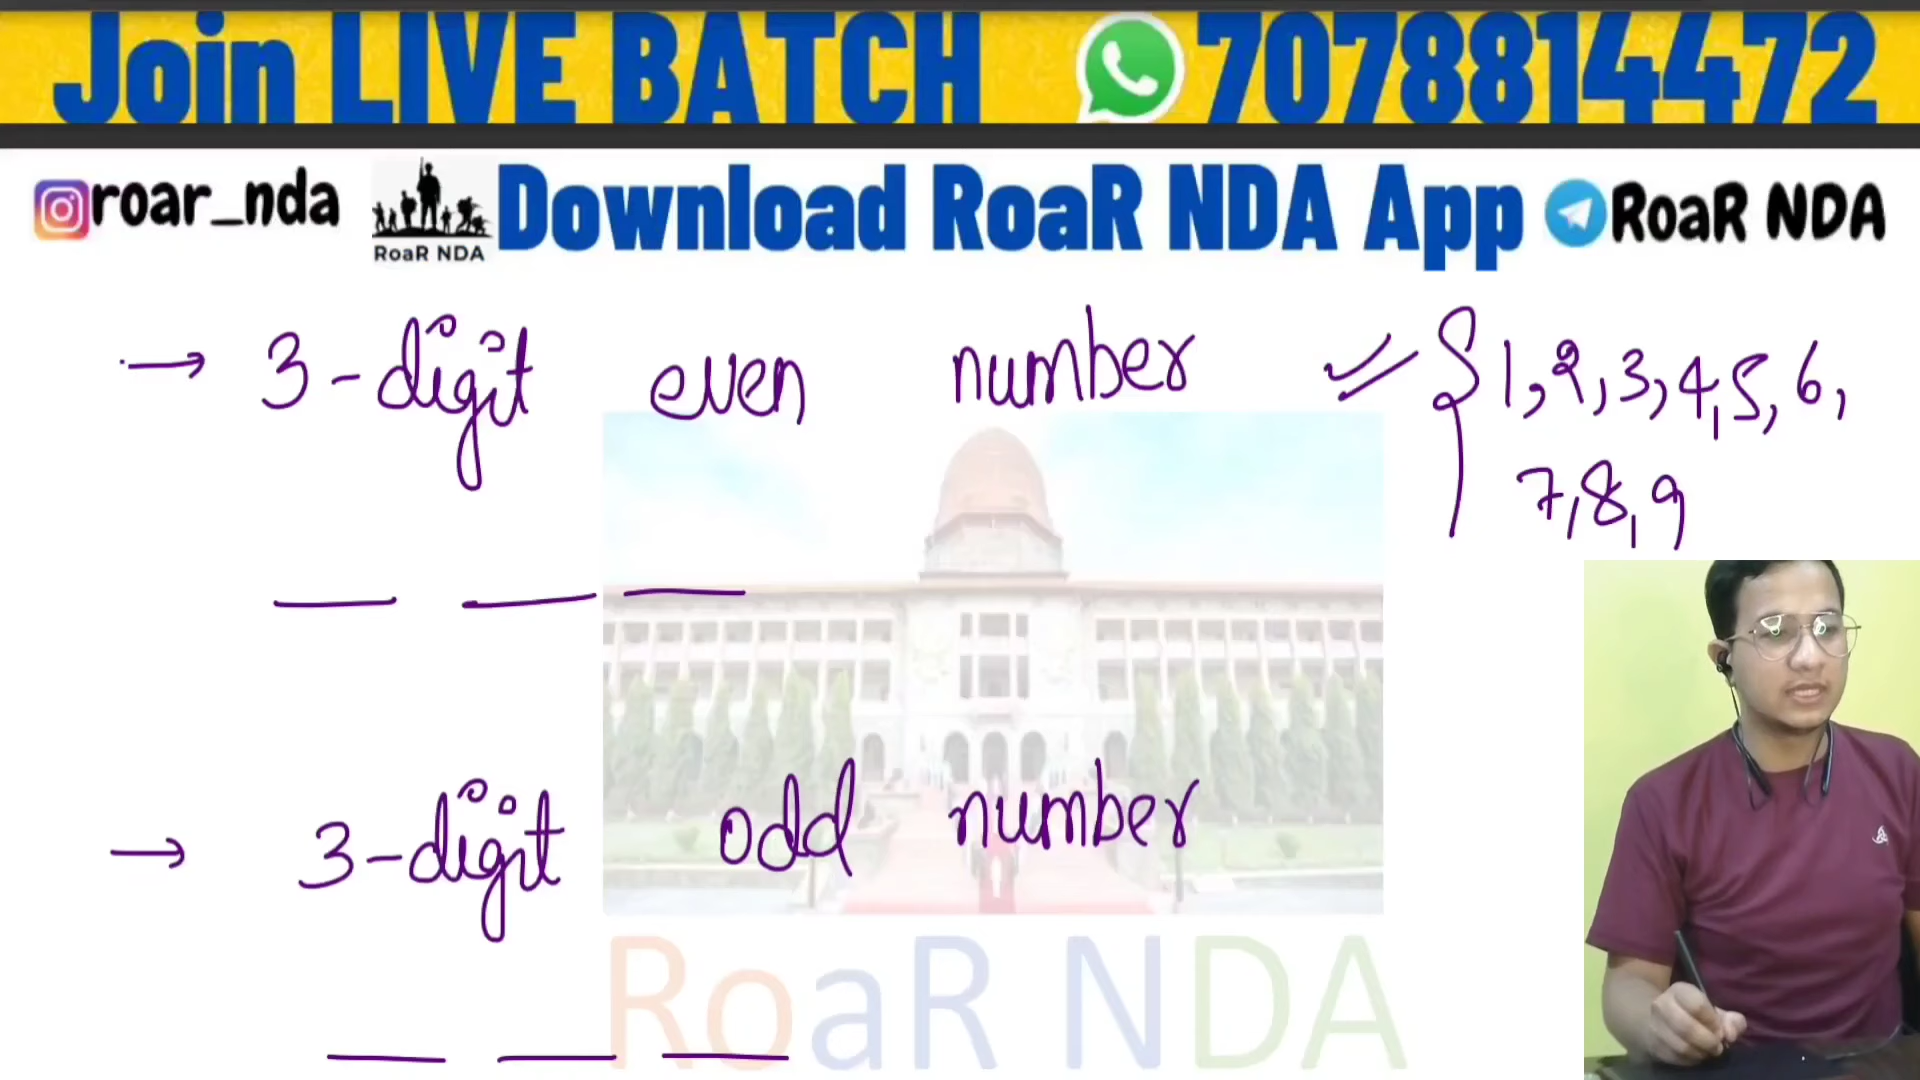 Join LIVE BATCH 7078814472
roar_nda RoaR NDA Download RoaR NDA App RoaR NDA
→ 3-digit even number {1,2,3,4,5,6,
7,8,9
→ 3-digit odd number
RoaR NDA